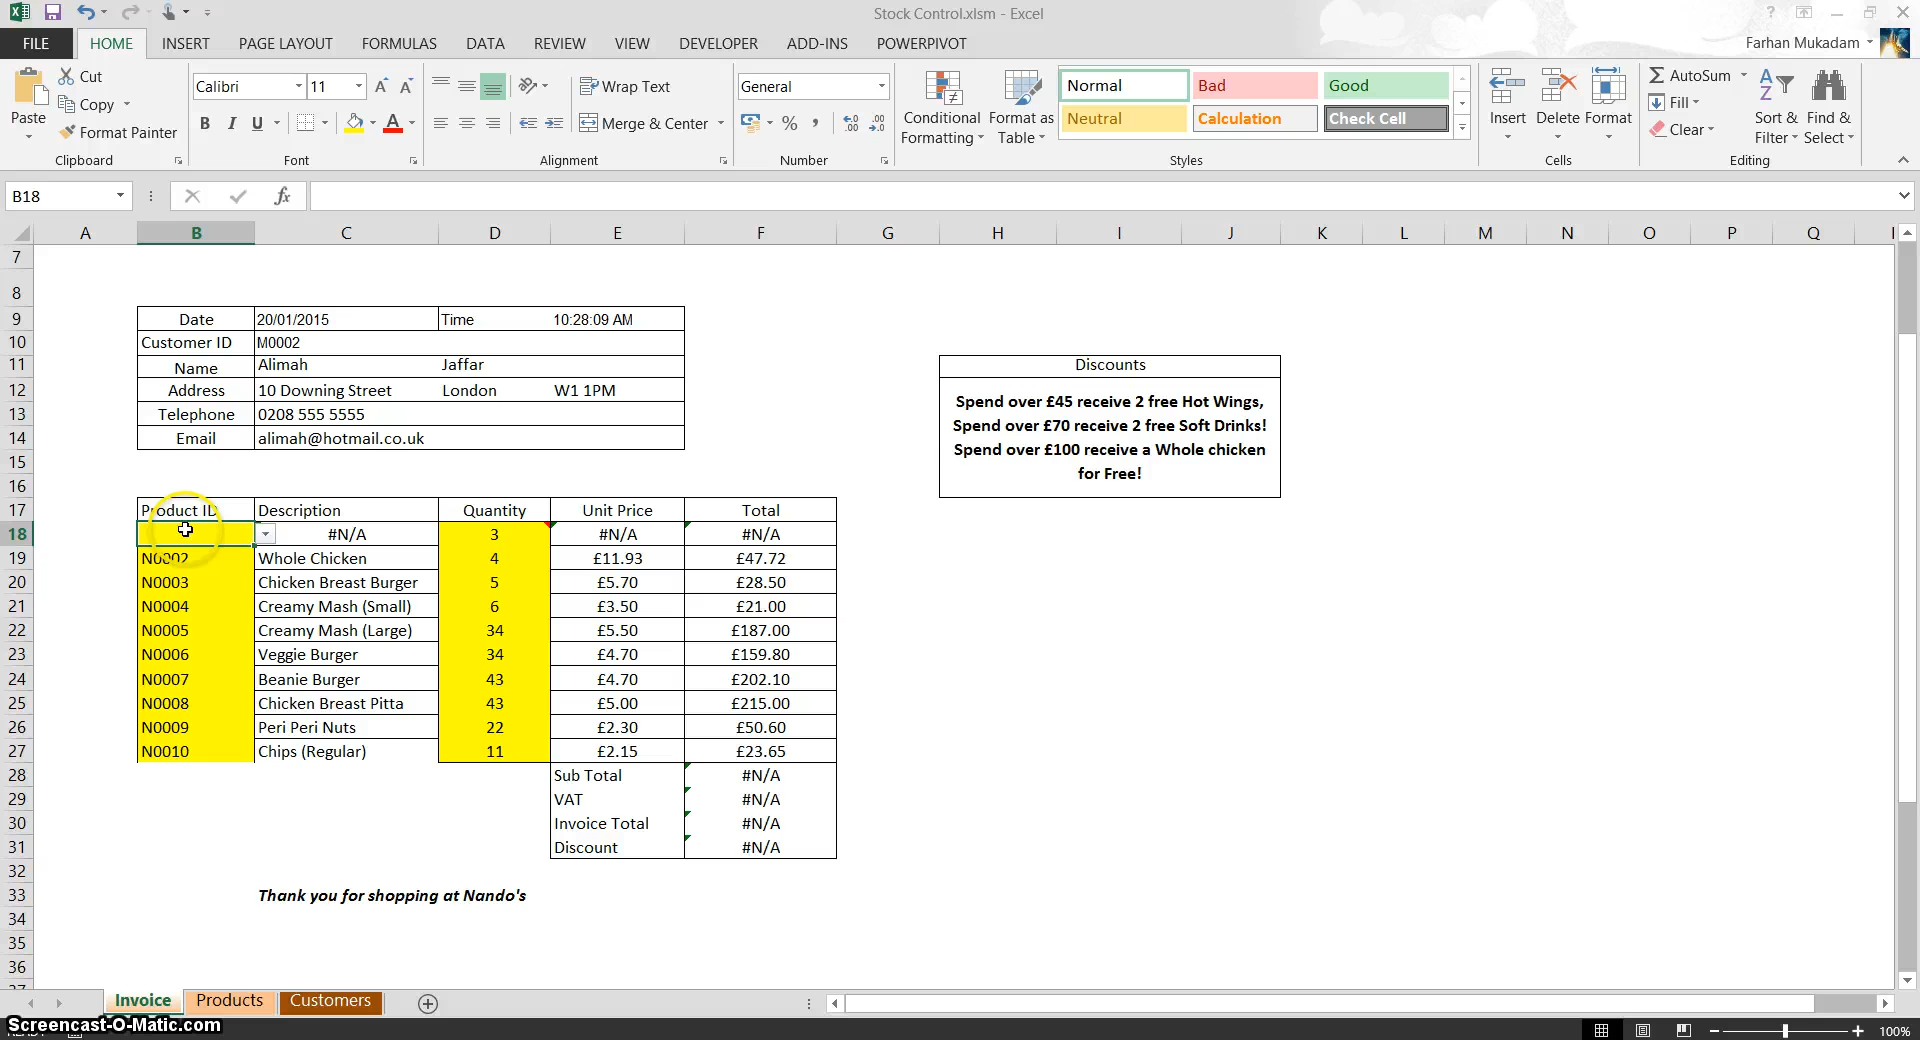 Stock Control.xlsm - Excel
FILE HOME INSERT PAGE LAYOUT FORMULAS DATA REVIEW VIEW DEVELOPER ADD-INS POWERPIVOT
Farhan Mukadam
Paste
Cut
Copy
Format Painter
Clipboard
Calibri 11
B I U
Font
Wrap Text
Merge & Center
Alignment
General
%
Number
Conditional Formatting
Format as Table
Normal Bad Good
Neutral Calculation Check Cell
Styles
Insert Delete Format
Cells
AutoSum
Fill
Clear
Sort & Filter
Find & Select
Editing
B18
fx
A B C D E F G H I J K L M N O P Q
7
8
9 Date 20/01/2015 Time 10:28:09 AM
10 Customer ID M0002
11 Name Alimah Jaffar
12 Address 10 Downing Street London W1 1PM
13 Telephone 0208 555 5555
14 Email alimah@hotmail.co.uk
15
16
Discounts
Spend over £45 receive 2 free Hot Wings,
Spend over £70 receive 2 free Soft Drinks!
Spend over £100 receive a Whole chicken
for Free!
17 Product ID Description Quantity Unit Price Total
18 #N/A 3 #N/A #N/A
19 N0002 Whole Chicken 4 £11.93 £47.72
20 N0003 Chicken Breast Burger 5 £5.70 £28.50
21 N0004 Creamy Mash (Small) 6 £3.50 £21.00
22 N0005 Creamy Mash (Large) 34 £5.50 £187.00
23 N0006 Veggie Burger 34 £4.70 £159.80
24 N0007 Beanie Burger 43 £4.70 £202.10
25 N0008 Chicken Breast Pitta 43 £5.00 £215.00
26 N0009 Peri Peri Nuts 22 £2.30 £50.60
27 N0010 Chips (Regular) 11 £2.15 £23.65
28 Sub Total #N/A
29 VAT #N/A
30 Invoice Total #N/A
31 Discount #N/A
32
33 Thank you for shopping at Nando's
34
35
36
Invoice Products Customers
Screencast-O-Matic.com
100%